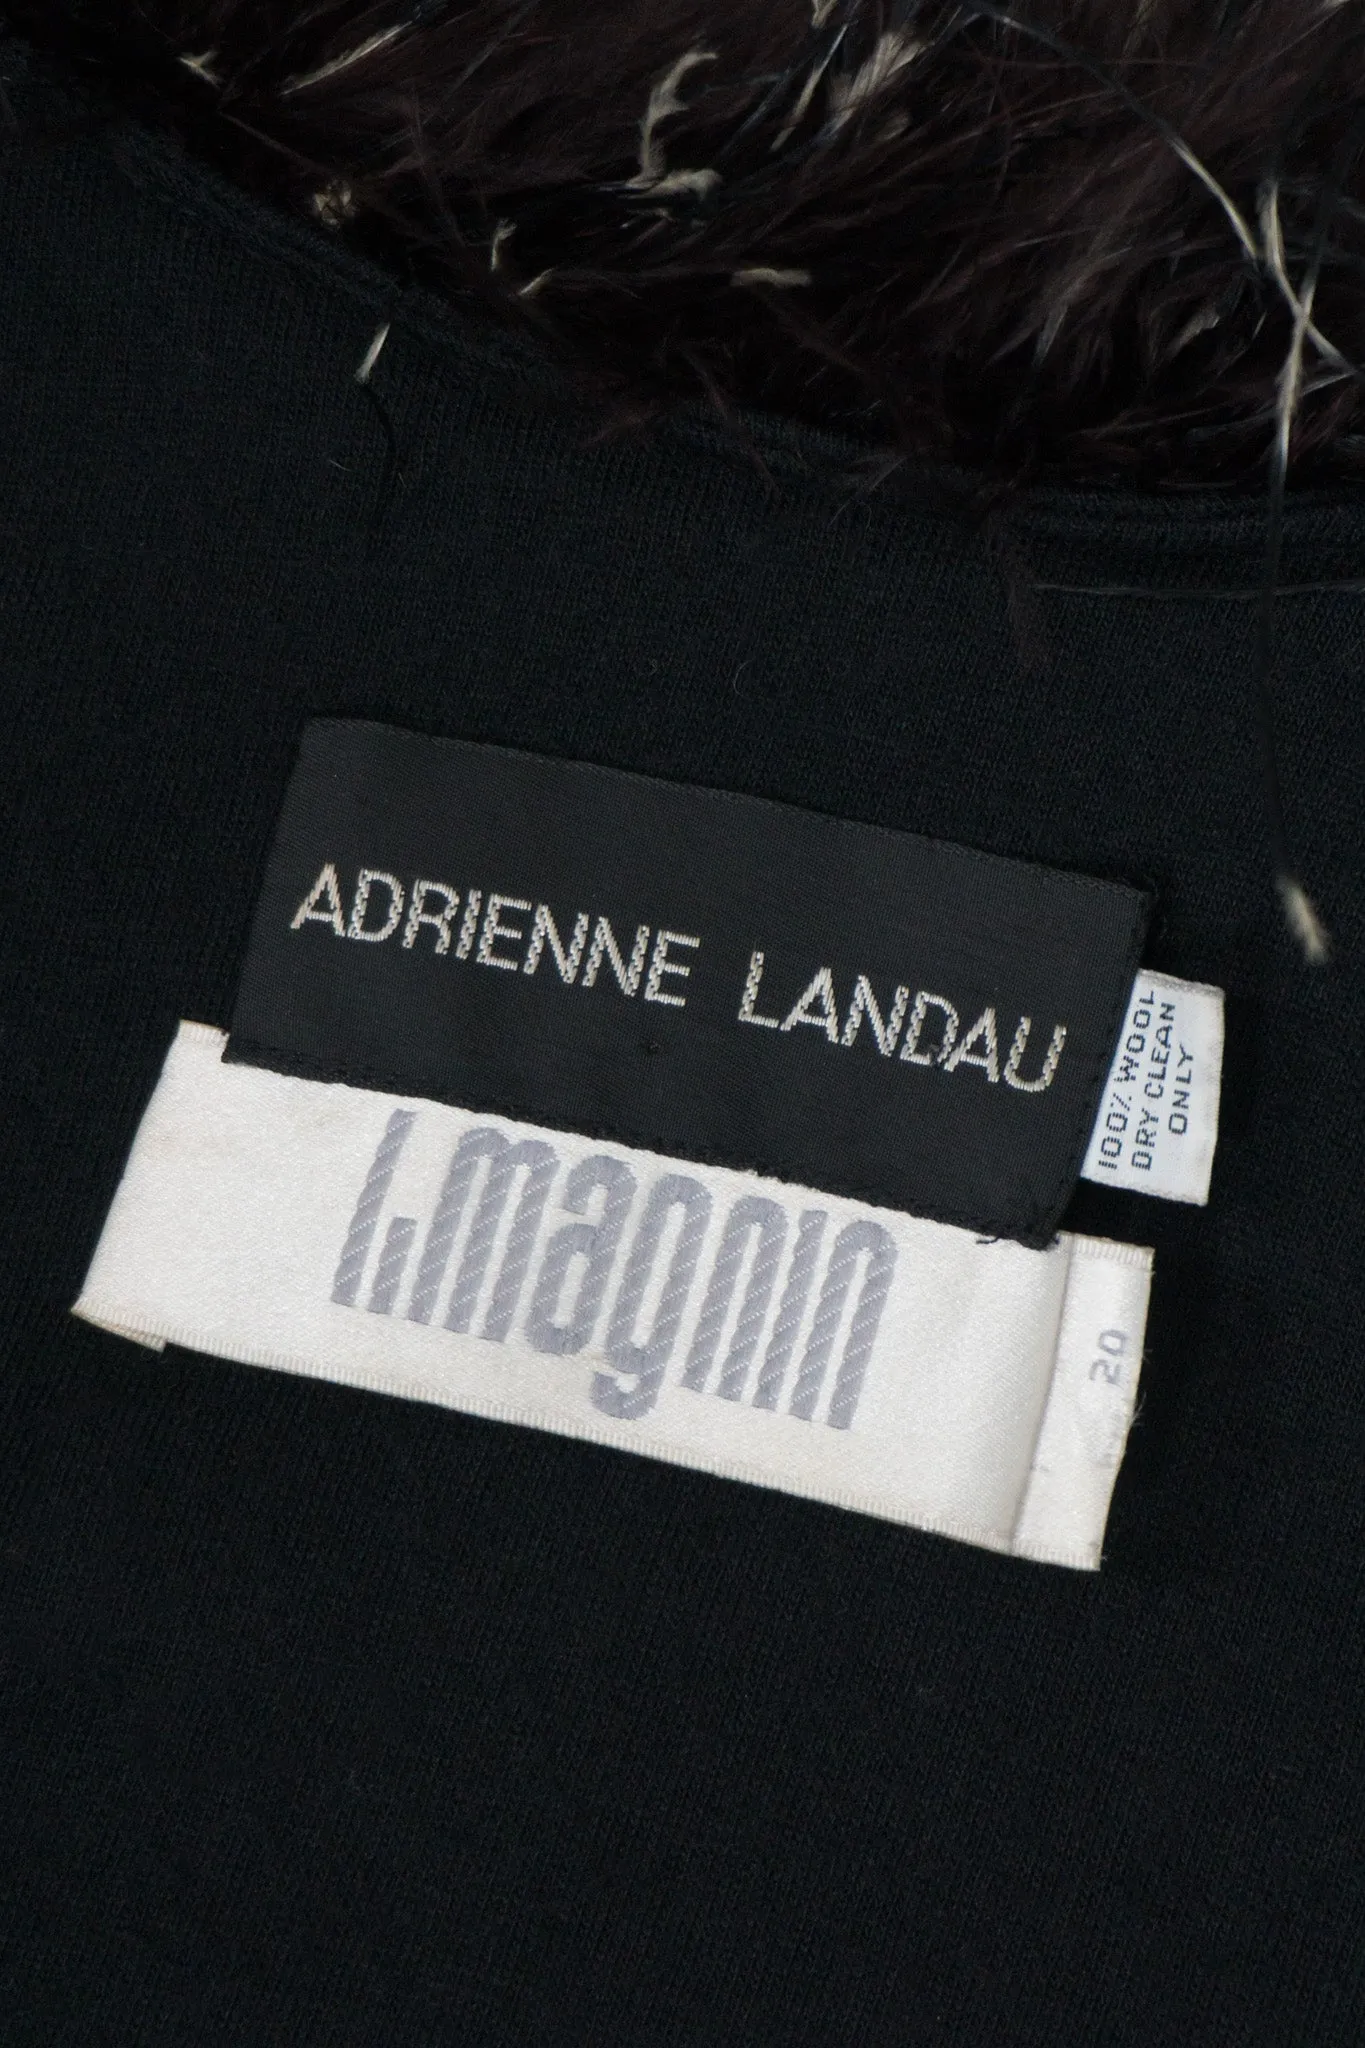 ADRIENNE LANDAU
100% WOOL
DRY CLEAN
ONLY
I. magnin
20